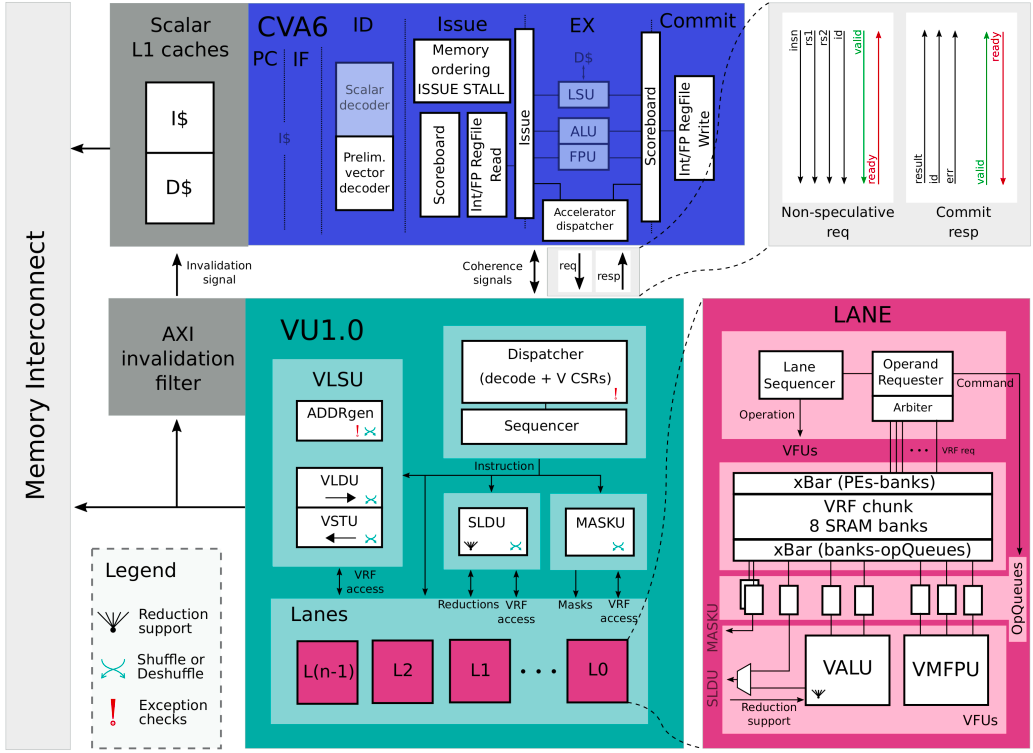 Memory Interconnect
Scalar
L1 caches
I$
D$
CVA6
PC
IF
I$
ID
Scalar
decoder
Prelim.
vector
decoder
Issue
Memory
ordering
ISSUE STALL
Scoreboard
Int/FP RegFile
Read
Issue
EX
D$
LSU
ALU
FPU
Accelerator
dispatcher
Scoreboard
Commit
Int/FP RegFile
Write
insn
rs1
rs2
id
valid
ready
Non-speculative
req
result
id
err
valid
ready
Commit
resp
Invalidation
signal
Coherence
signals
req
resp
AXI
invalidation
filter
VU1.0
VLSU
ADDRgen
!
VLDU
VSTU
Dispatcher
(decode + V CSRs)
!
Sequencer
Instruction
SLDU
MASKU
VRF
access
Reductions
VRF
access
Masks
VRF
access
Lanes
L(n-1)
L2
L1
• • •
L0
Legend
Reduction
support
Shuffle or
Deshuffle
!
Exception
checks
LANE
Lane
Sequencer
Operand
Requester
Arbiter
Command
Operation
VFUs
• • •
VRF req
xBar (PEs-banks)
VRF chunk
8 SRAM banks
xBar (banks-opQueues)
OpQueues
MASKU
SLDU
VALU
VMFPU
Reduction
support
VFUs